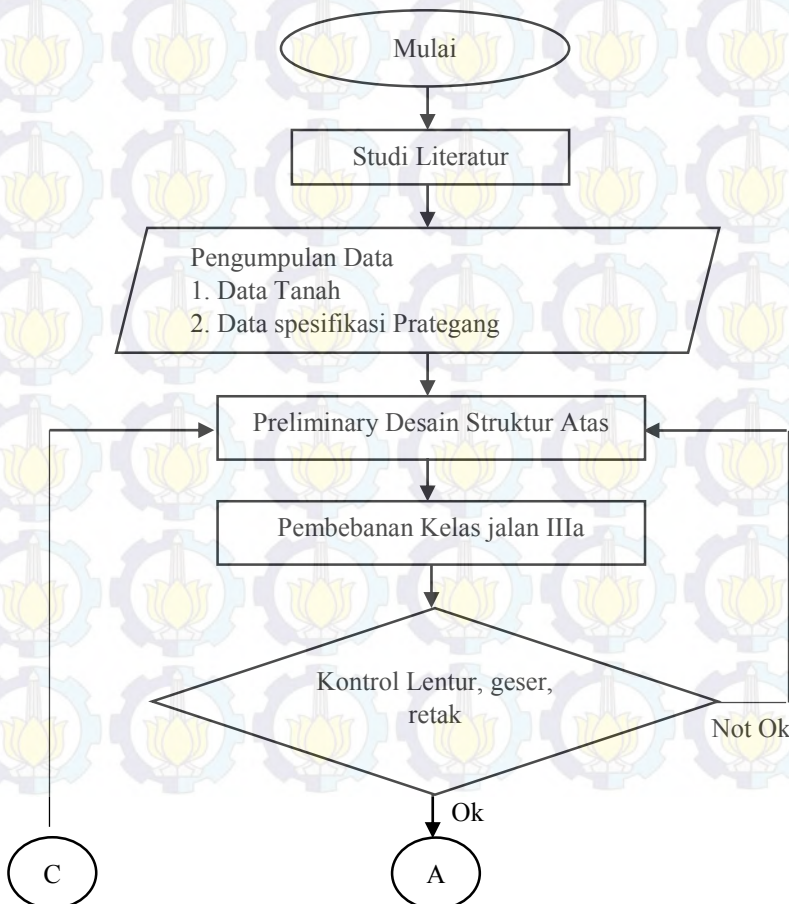 Mulai
Studi Literatur
Pengumpulan Data
1. Data Tanah
2. Data spesifikasi Prategang
Preliminary Desain Struktur Atas
Pembebanan Kelas jalan IIIa
Kontrol Lentur, geser,
retak
Not Ok
Ok
C
A